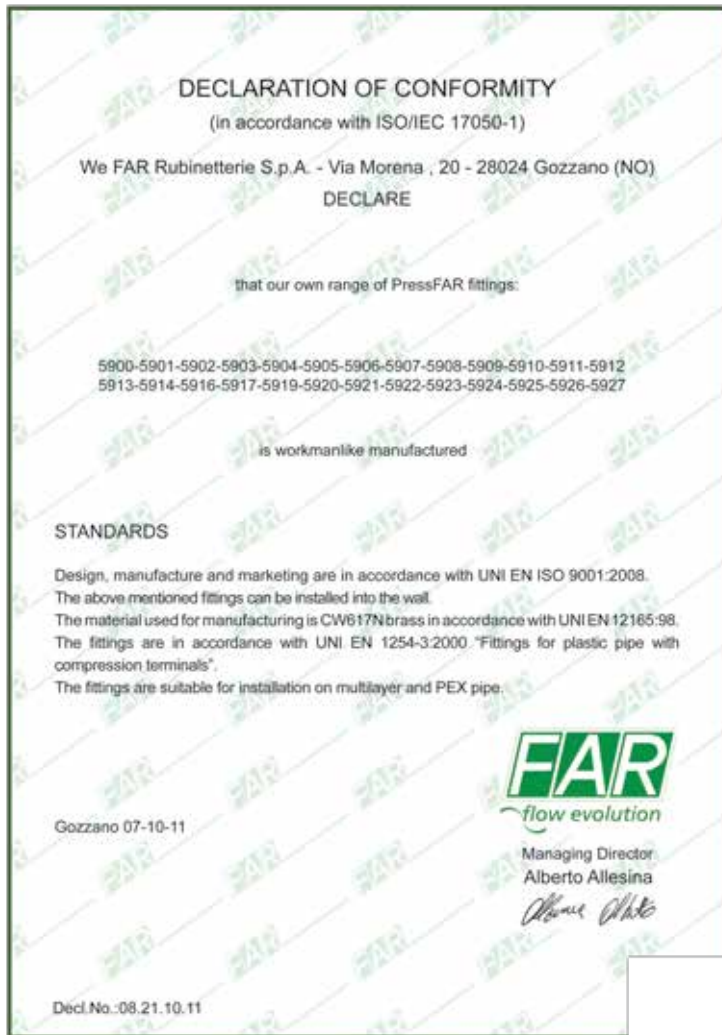 DECLARATION OF CONFORMITY
(in accordance with ISO/IEC 17050-1)
We FAR Rubinetterie S.p.A. - Via Morena , 20 - 28024 Gozzano (NO)
DECLARE
that our own range of PressFAR fittings:
5900-5901-5902-5903-5904-5905-5906-5907-5908-5909-5910-5911-5912
5913-5914-5916-5917-5919-5920-5921-5922-5923-5924-5925-5926-5927
is workmanlike manufactured
STANDARDS
Design, manufacture and marketing are in accordance with UNI EN ISO 9001:2008.
The above mentioned fittings can be installed into the wall.
The material used for manufacturing is CW617N brass in accordance with UNI EN 12165:98.
The fittings are in accordance with UNI EN 1254-3:2000 "Fittings for plastic pipe with
compression terminals".
The fittings are suitable for installation on multilayer and PEX pipe.
FAR
flow evolution
Gozzano 07-10-11
Managing Director
Alberto Allesina
Decl.No.:08.21.10.11